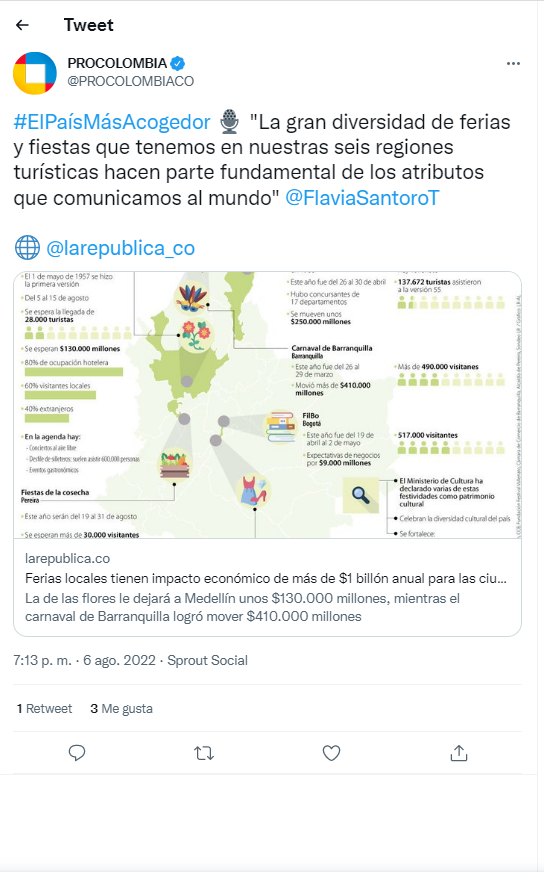 Tweet
PROCOLOMBIA
@PROCOLOMBIACO
#ElPaísMásAcogedor "La gran diversidad de ferias
y fiestas que tenemos en nuestras seis regiones
turísticas hacen parte fundamental de los atributos
que comunicamos al mundo" @FlaviaSantoroT
@larepublica_co
El 1 de mayo de 1957 se hizo
la primera versión
Del 5 al 15 de agosto
Se espera la llegada de
28.000 turistas
Se esperan $130.000 millones
80% de ocupación hotelera
60% visitantes locales
40% extranjeros
En la agenda hay:
- Conciertos al aire libre
- Desfile de silleteros: suelen asistir 600.000 personas
- Eventos gastronómicos
Fiestas de la cosecha
Pereira
Este año serán del 19 al 31 de agosto
Se esperan más de 30.000 visitantes
Este año fue del 26 al 30 de abril
Hubo concursantes de
17 departamentos
Se mueven unos
$250.000 millones
Carnaval de Barranquilla
Barranquilla
Este año fue del 26 al
29 de marzo
Movió más de $410.000
millones
FilBo
Bogotá
Este año fue del 19 de
abril al 2 de mayo
Expectativas de negocios
por $9.000 millones
137.672 turistas asistieron
a la versión 55
Más de 490.000 visitantes
517.000 visitantes
El Ministerio de Cultura ha
declarado varias de estas
festividades como patrimonio
cultural
Celebran la diversidad cultural del país
Se fortalece
larepublica.co
Ferias locales tienen impacto económico de más de $1 billón anual para las ciu...
La de las flores le dejará a Medellín unos $130.000 millones, mientras el
carnaval de Barranquilla logró mover $410.000 millones
7:13 p. m. · 6 ago. 2022 · Sprout Social
1 Retweet 3 Me gusta